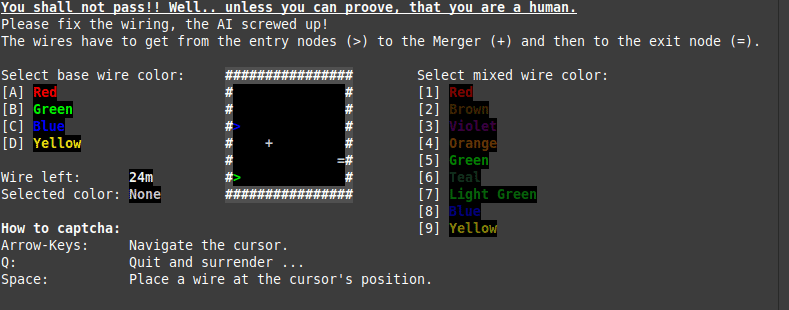 You shall not pass!! Well.. unless you can proove, that you are a human.
Please fix the wiring, the AI screwed up!
The wires have to get from the entry nodes (>) to the Merger (+) and then to the exit node (=).
Select base wire color:     ################        Select mixed wire color:
[A] Red                     #              #        [1] Red
[B] Green                   #              #        [2] Brown
[C] Blue                    #>             #        [3] Violet
[D] Yellow                  #    +         #        [4] Orange
                            #             =#        [5] Green
Wire left:      24m         #>             #        [6] Teal
Selected color: None        ################        [7] Light Green
How to captcha:                                     [8] Blue
                                                    [9] Yellow
Arrow-Keys:     Navigate the cursor.
Q:              Quit and surrender ...
Space:          Place a wire at the cursor's position.